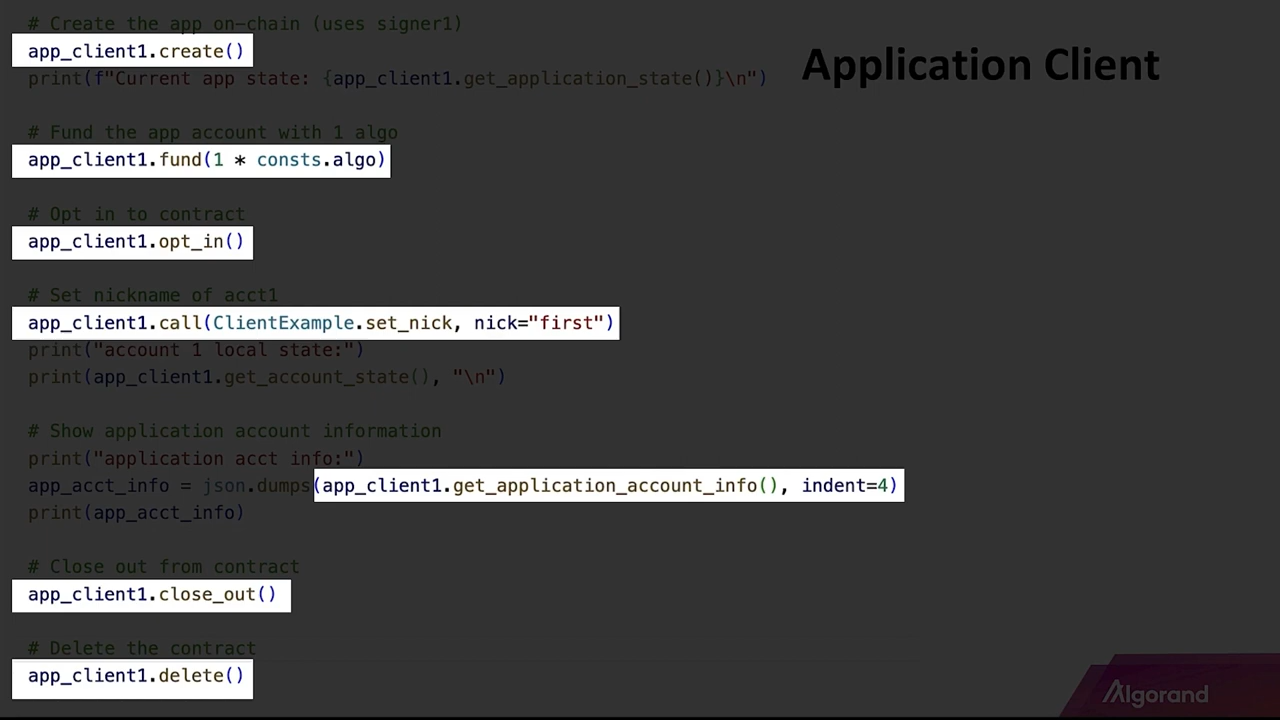 # Create the app on-chain (uses signer1)
app_client1.create()
print(f"Current app state: {app_client1.get_application_state()}\n")
Application Client
# Fund the app account with 1 algo
app_client1.fund(1 * consts.algo)
# Opt in to contract
app_client1.opt_in()
# Set nickname of acct1
app_client1.call(ClientExample.set_nick, nick="first")
print("account 1 local state:")
print(app_client1.get_account_state(), "\n")
# Show application account information
print("application acct info:")
app_acct_info = json.dumps(app_client1.get_application_account_info(), indent=4)
print(app_acct_info)
# Close out from contract
app_client1.close_out()
# Delete the contract
app_client1.delete()
Algorand